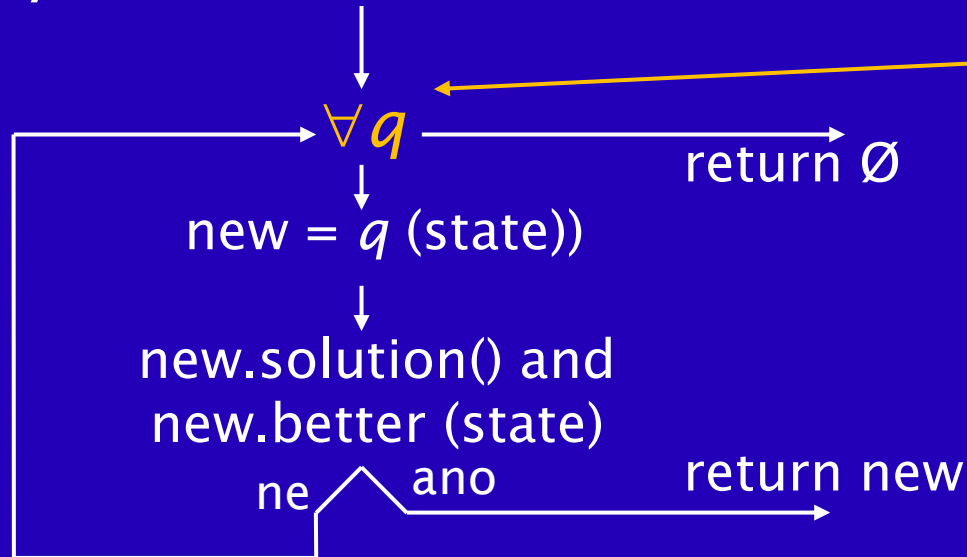 ∀q
return Ø
new = q (state))
new.solution() and
new.better (state)
ne ano
return new